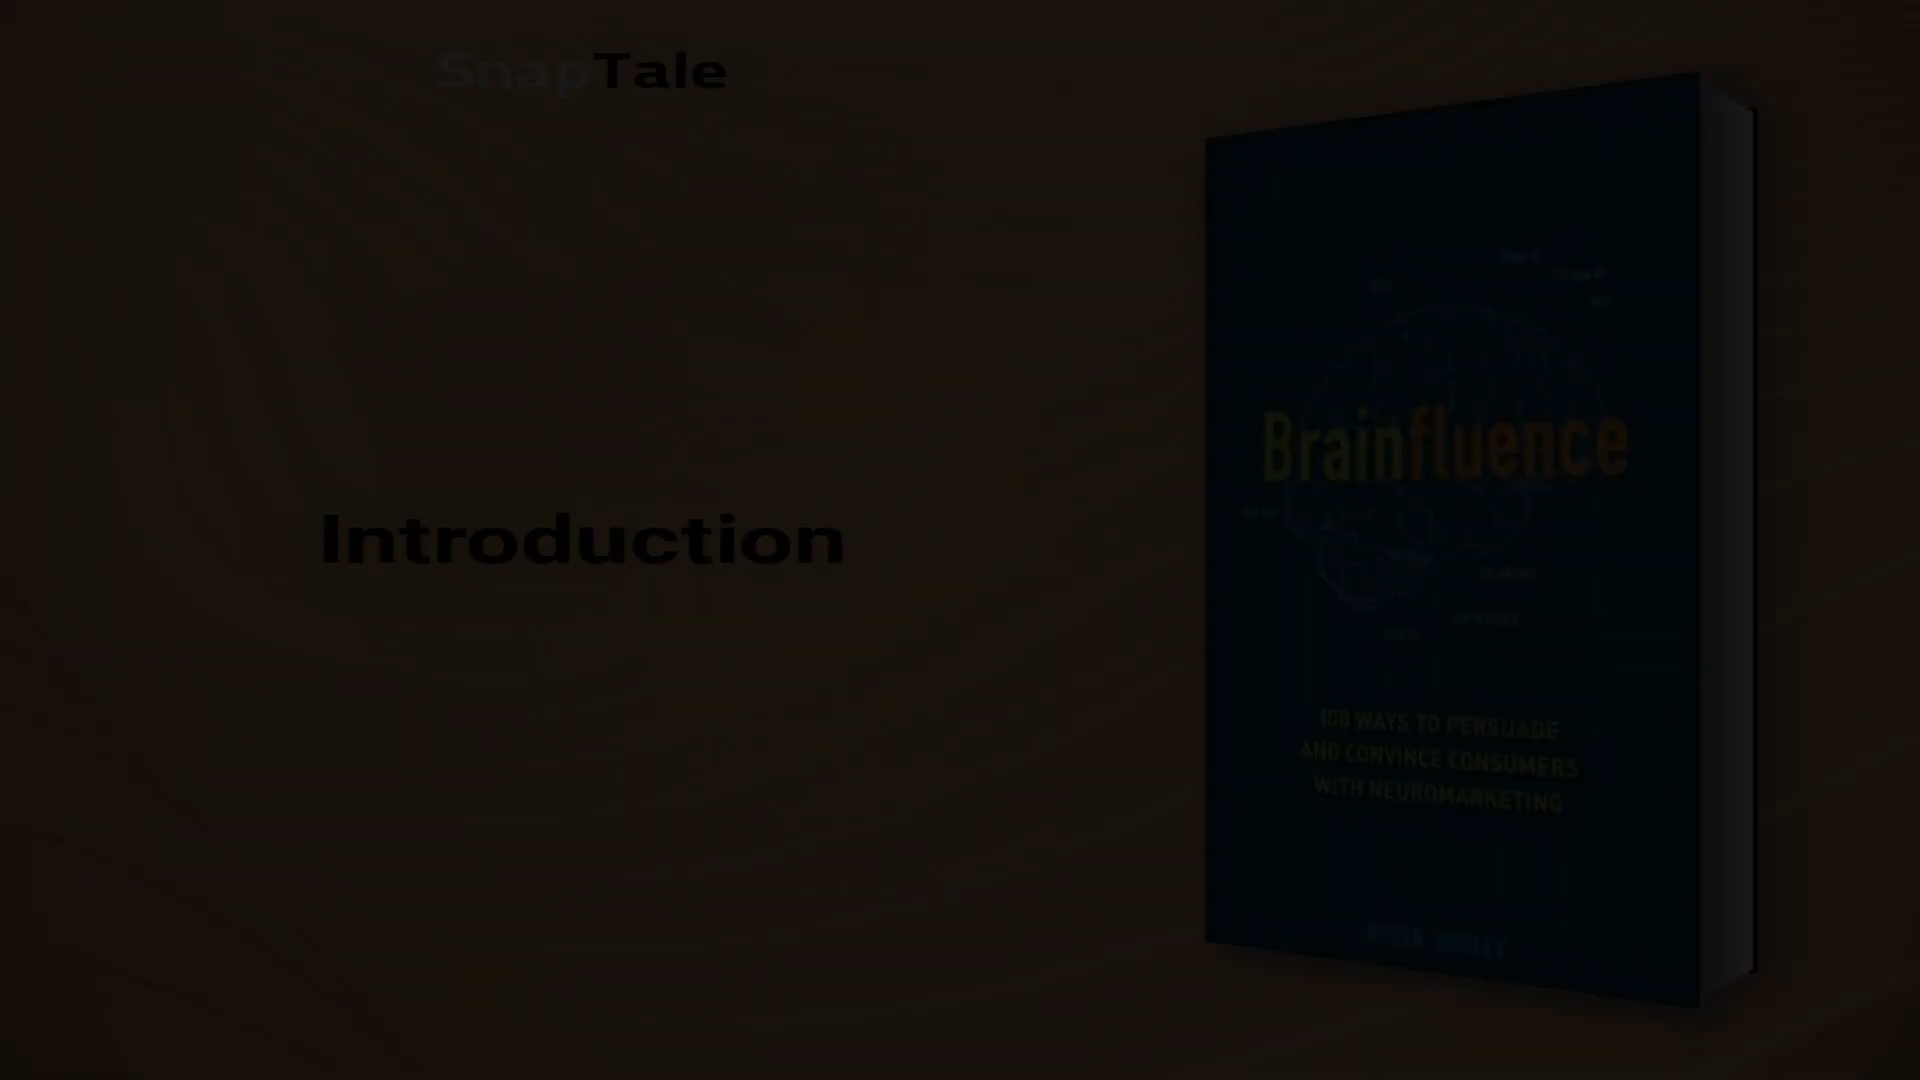 SnapTale
Introduction
Brainfluence
100 WAYS TO PERSUADE
AND CONVINCE CONSUMERS
WITH NEUROMARKETING